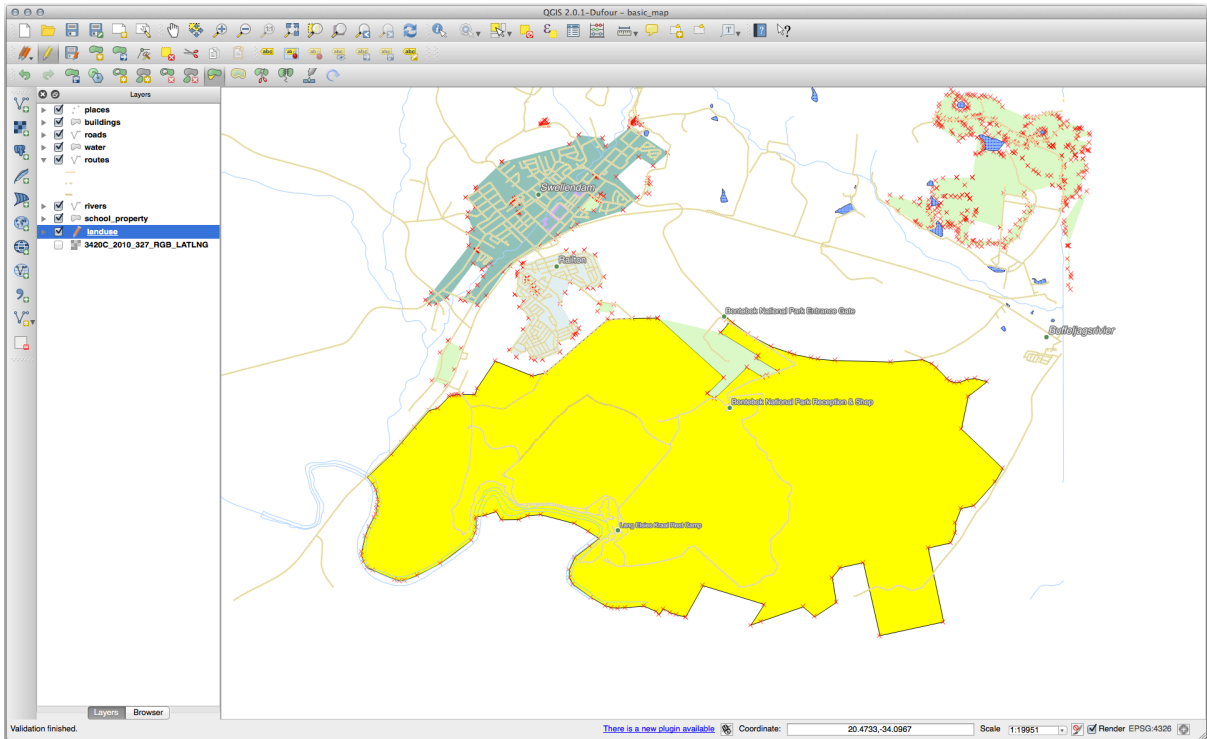 QGIS 2.0.1-Dufour - basic_map
Layers
places
buildings
roads
water
routes
rivers
school_property
landuse
3420C_2010_327_RGB_LATLNG
Swellendam
Railton
Bontebok National Park Entrance Gate
Buffeljagsrivier
Bontebok National Park Reception & Shop
Lang Elsies Kraal Rest Camp
Layers
Browser
Validation finished.
There is a new plugin available
Coordinate:
20.4733,-34.0967
Scale
1:19951
Render
EPSG:4326